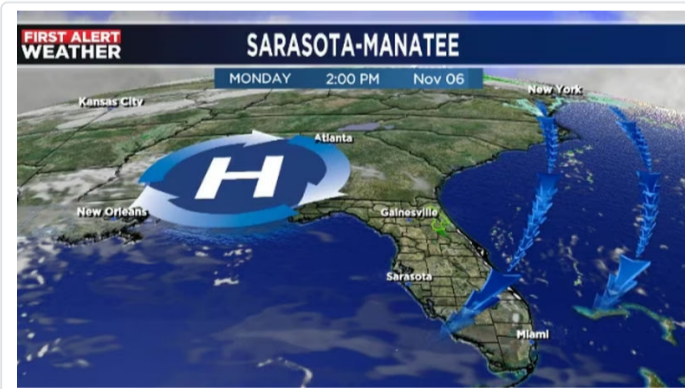 FIRST ALERT
WEATHER
SARASOTA-MANATEE
MONDAY 2:00 PM Nov 06
New York
Kansas City
Atlanta
H
New Orleans
Gainesville
Sarasota
Miami